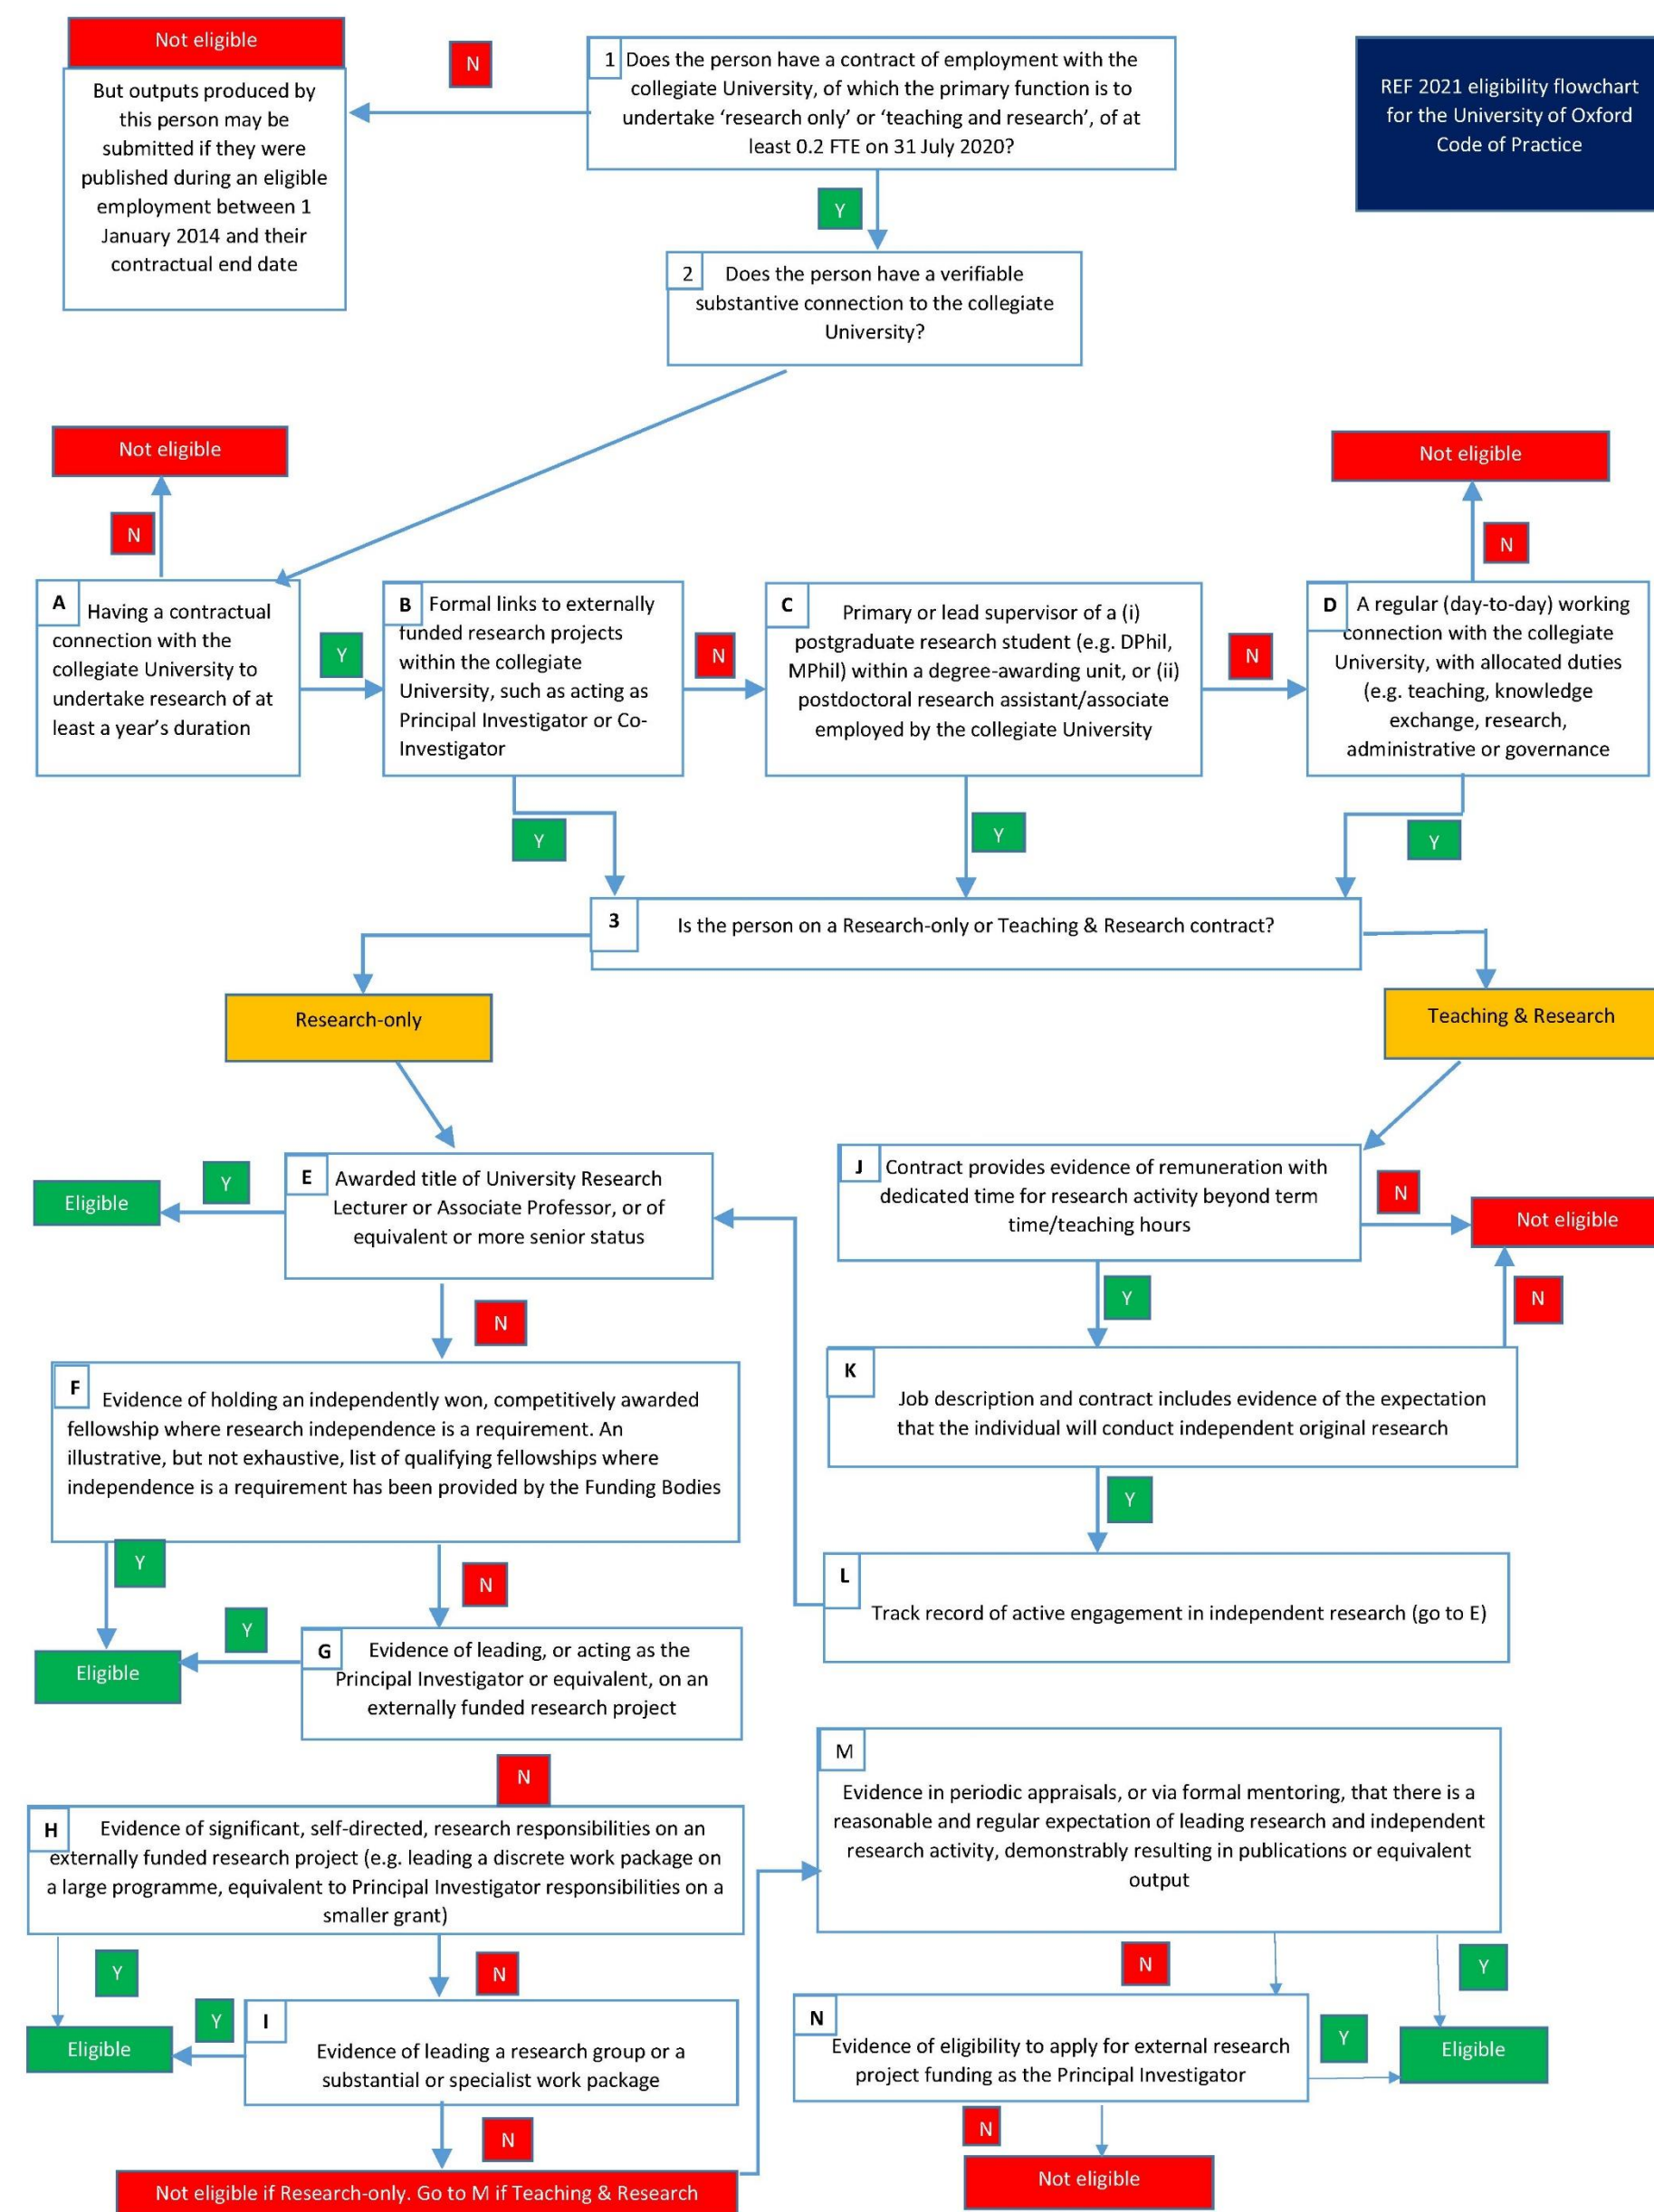 Not eligible
But outputs produced by
this person may be
submitted if they were
published during an eligible
employment between 1
January 2014 and their
contractual end date
N
1 Does the person have a contract of employment with the
collegiate University, of which the primary function is to
undertake ‘research only’ or ‘teaching and research’, of at
least 0.2 FTE on 31 July 2020?
REF 2021 eligibility flowchart
for the University of Oxford
Code of Practice
Y
2 Does the person have a verifiable
substantive connection to the collegiate
University?
Not eligible
N
Not eligible
N
A Having a contractual
connection with the
collegiate University to
undertake research of at
least a year’s duration
Y
B Formal links to externally
funded research projects
within the collegiate
University, such as acting as
Principal Investigator or Co-
Investigator
N
C Primary or lead supervisor of a (i)
postgraduate research student (e.g. DPhil,
MPhil) within a degree-awarding unit, or (ii)
postdoctoral research assistant/associate
employed by the collegiate University
N
D A regular (day-to-day) working
connection with the collegiate
University, with allocated duties
(e.g. teaching, knowledge
exchange, research,
administrative or governance
Y
Y
Y
3 Is the person on a Research-only or Teaching & Research contract?
Research-only
Teaching & Research
Eligible
Y
E Awarded title of University Research
Lecturer or Associate Professor, or of
equivalent or more senior status
J Contract provides evidence of remuneration with
dedicated time for research activity beyond term
time/teaching hours
N
Not eligible
N
Y
N
F Evidence of holding an independently won, competitively awarded
fellowship where research independence is a requirement. An
illustrative, but not exhaustive, list of qualifying fellowships where
independence is a requirement has been provided by the Funding Bodies
K
Job description and contract includes evidence of the expectation
that the individual will conduct independent original research
Y
Y
N
L
Track record of active engagement in independent research (go to E)
Y
Eligible
G Evidence of leading, or acting as the
Principal Investigator or equivalent, on an
externally funded research project
N
H Evidence of significant, self-directed, research responsibilities on an
externally funded research project (e.g. leading a discrete work package on
a large programme, equivalent to Principal Investigator responsibilities on a
smaller grant)
M
Evidence in periodic appraisals, or via formal mentoring, that there is a
reasonable and regular expectation of leading research and independent
research activity, demonstrably resulting in publications or equivalent
output
Y
N
N
Y
Eligible
Y
I
Evidence of leading a research group or a
substantial or specialist work package
N
Evidence of eligibility to apply for external research
project funding as the Principal Investigator
Y
Eligible
N
N
Not eligible if Research-only. Go to M if Teaching & Research
Not eligible